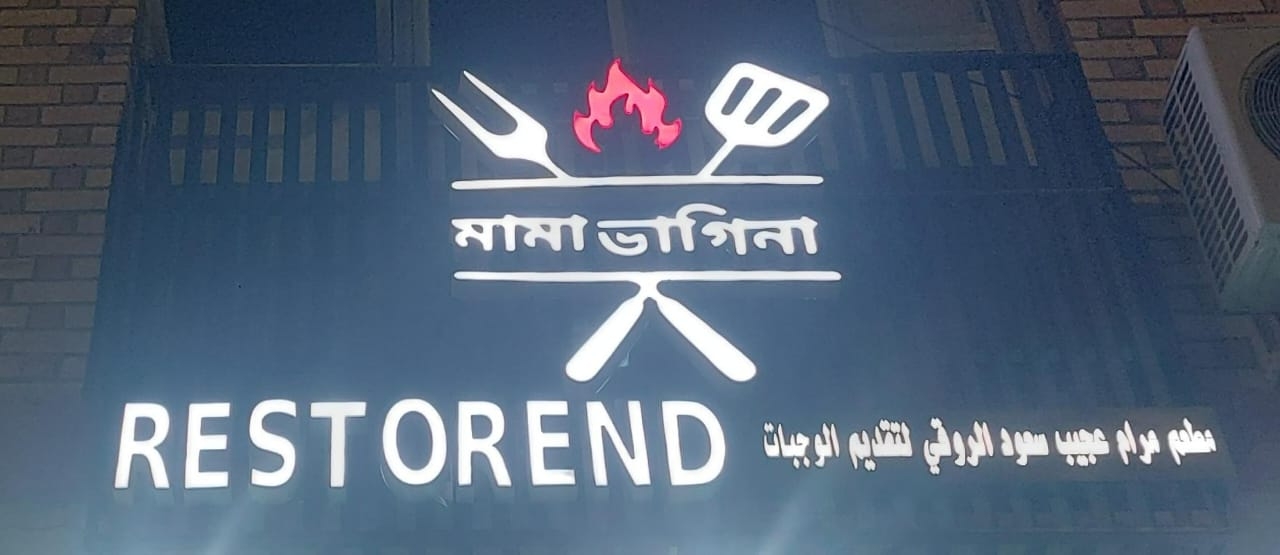 মামা ভাগিনা
RESTOREND
مطعم مرام عجيب سعود الروقي لتقديم الوجبات